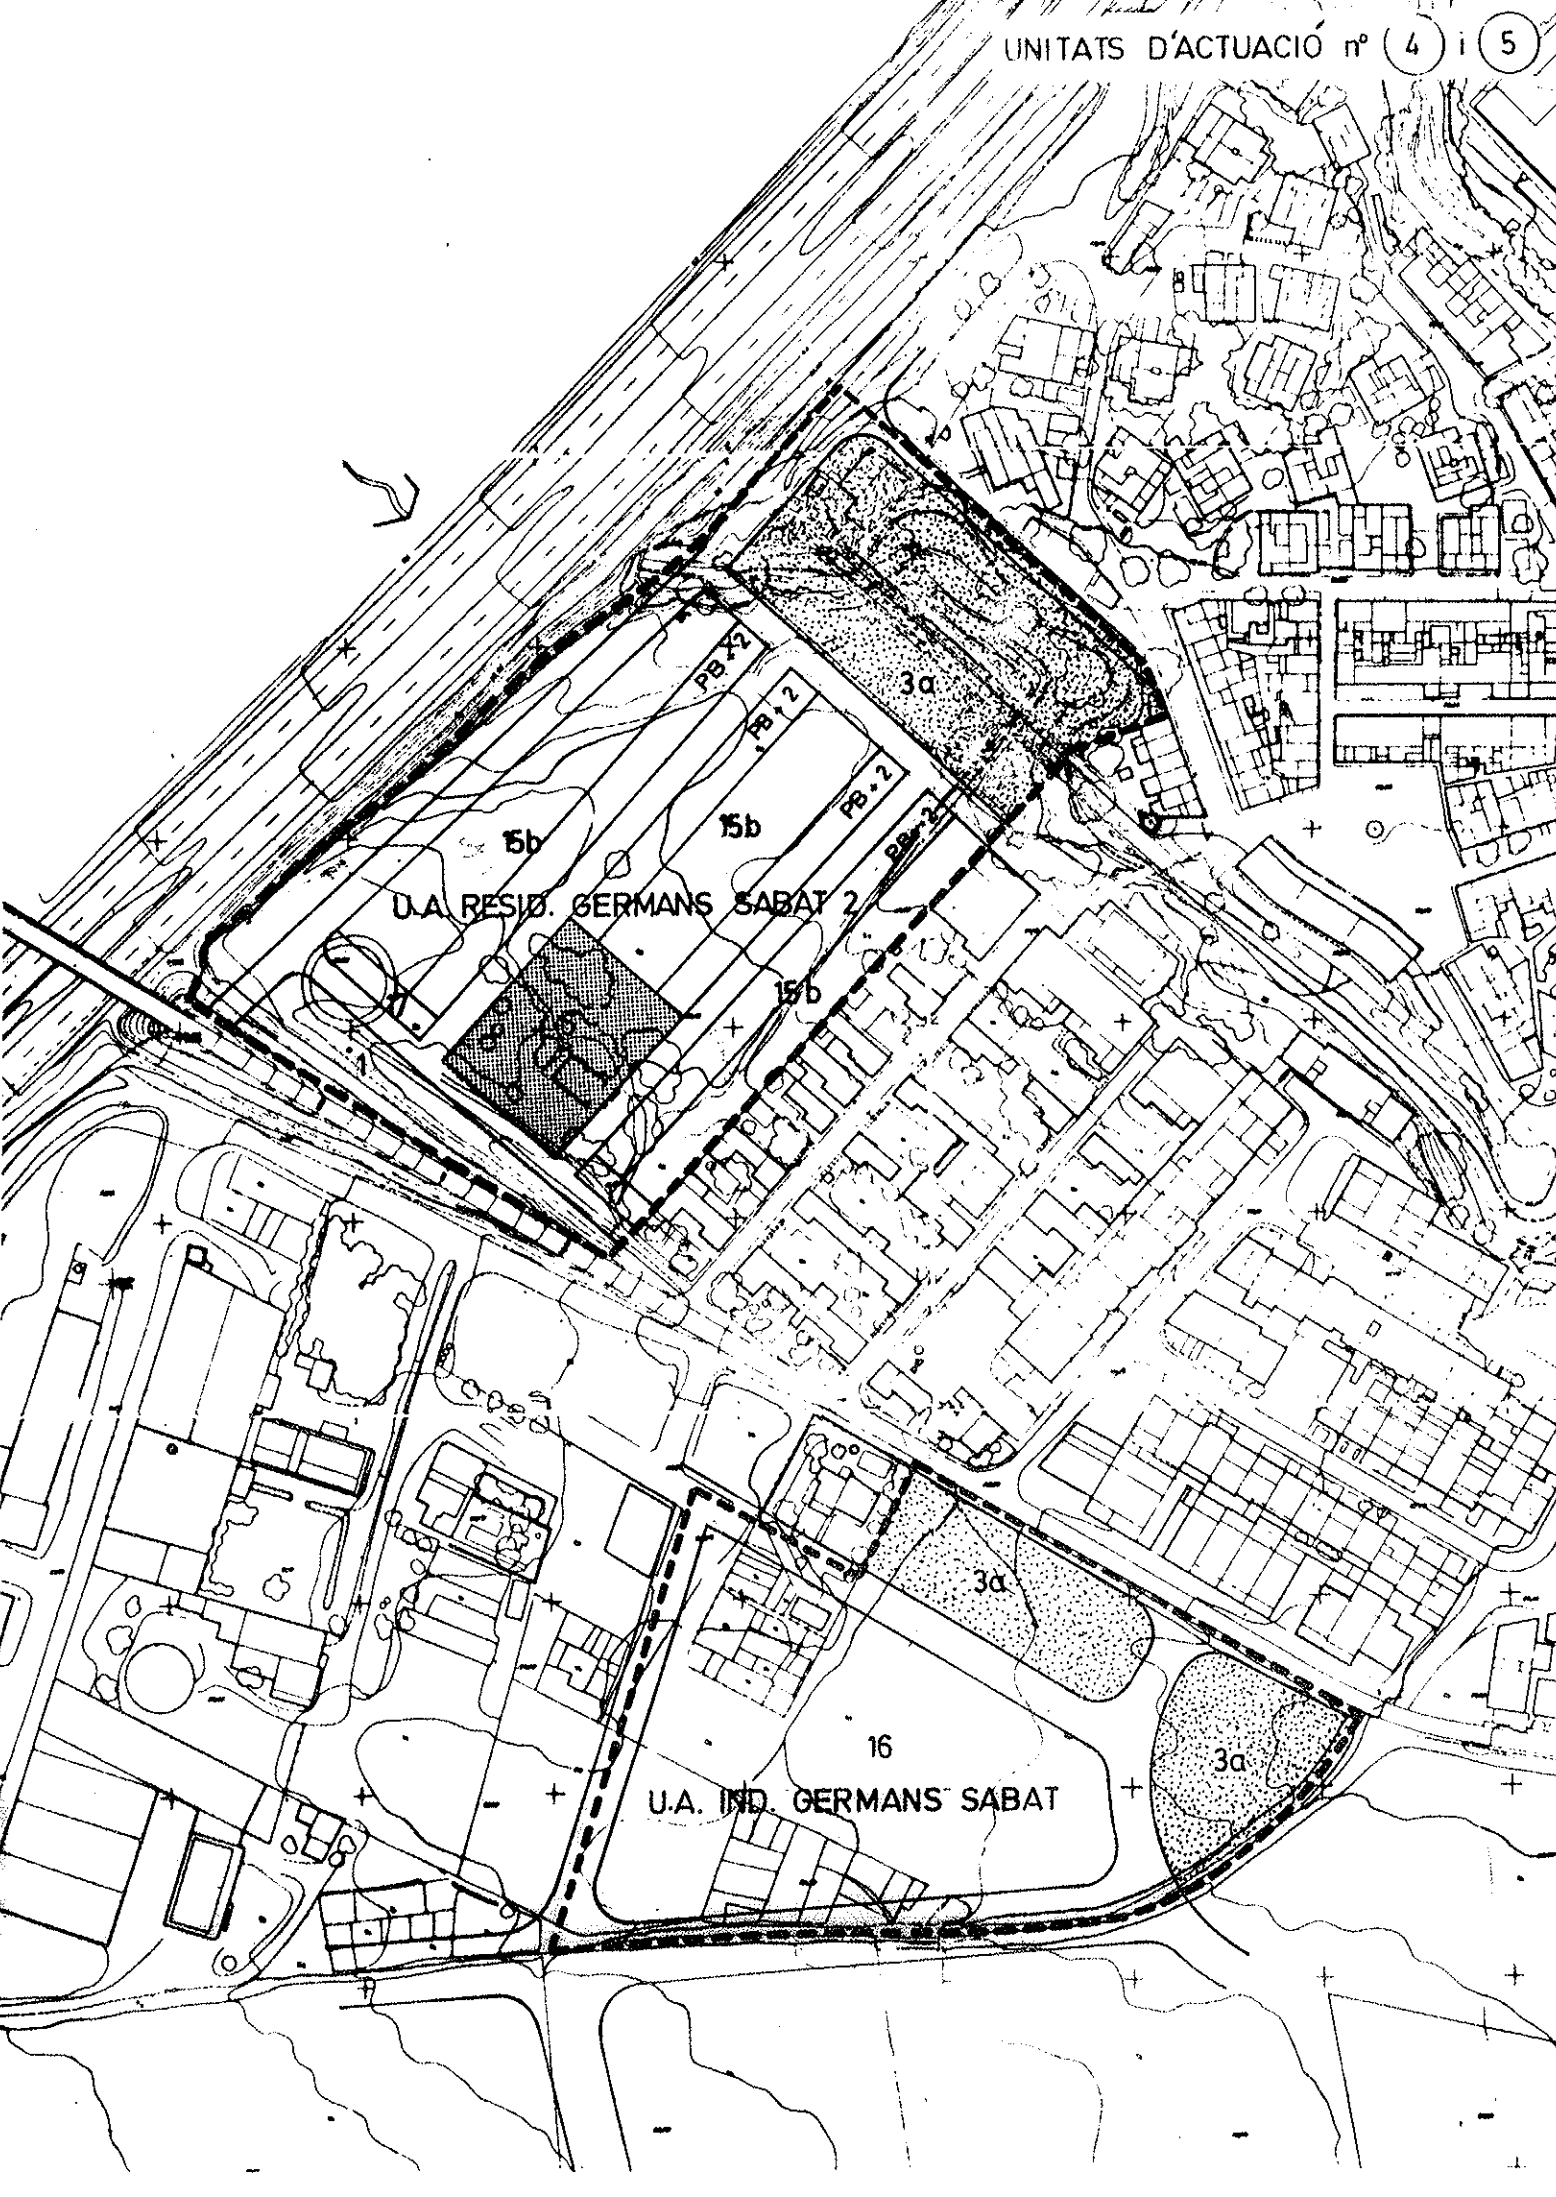 UNITATS D'ACTUACIÓ nº 4 i 5
3a
PB + 2
PB + 2
PB + 2
PB + 2
15b
15b
U.A. RESID. GERMANS SABAT 2
15b
3a
16
3a
U.A. IND. GERMANS SABAT